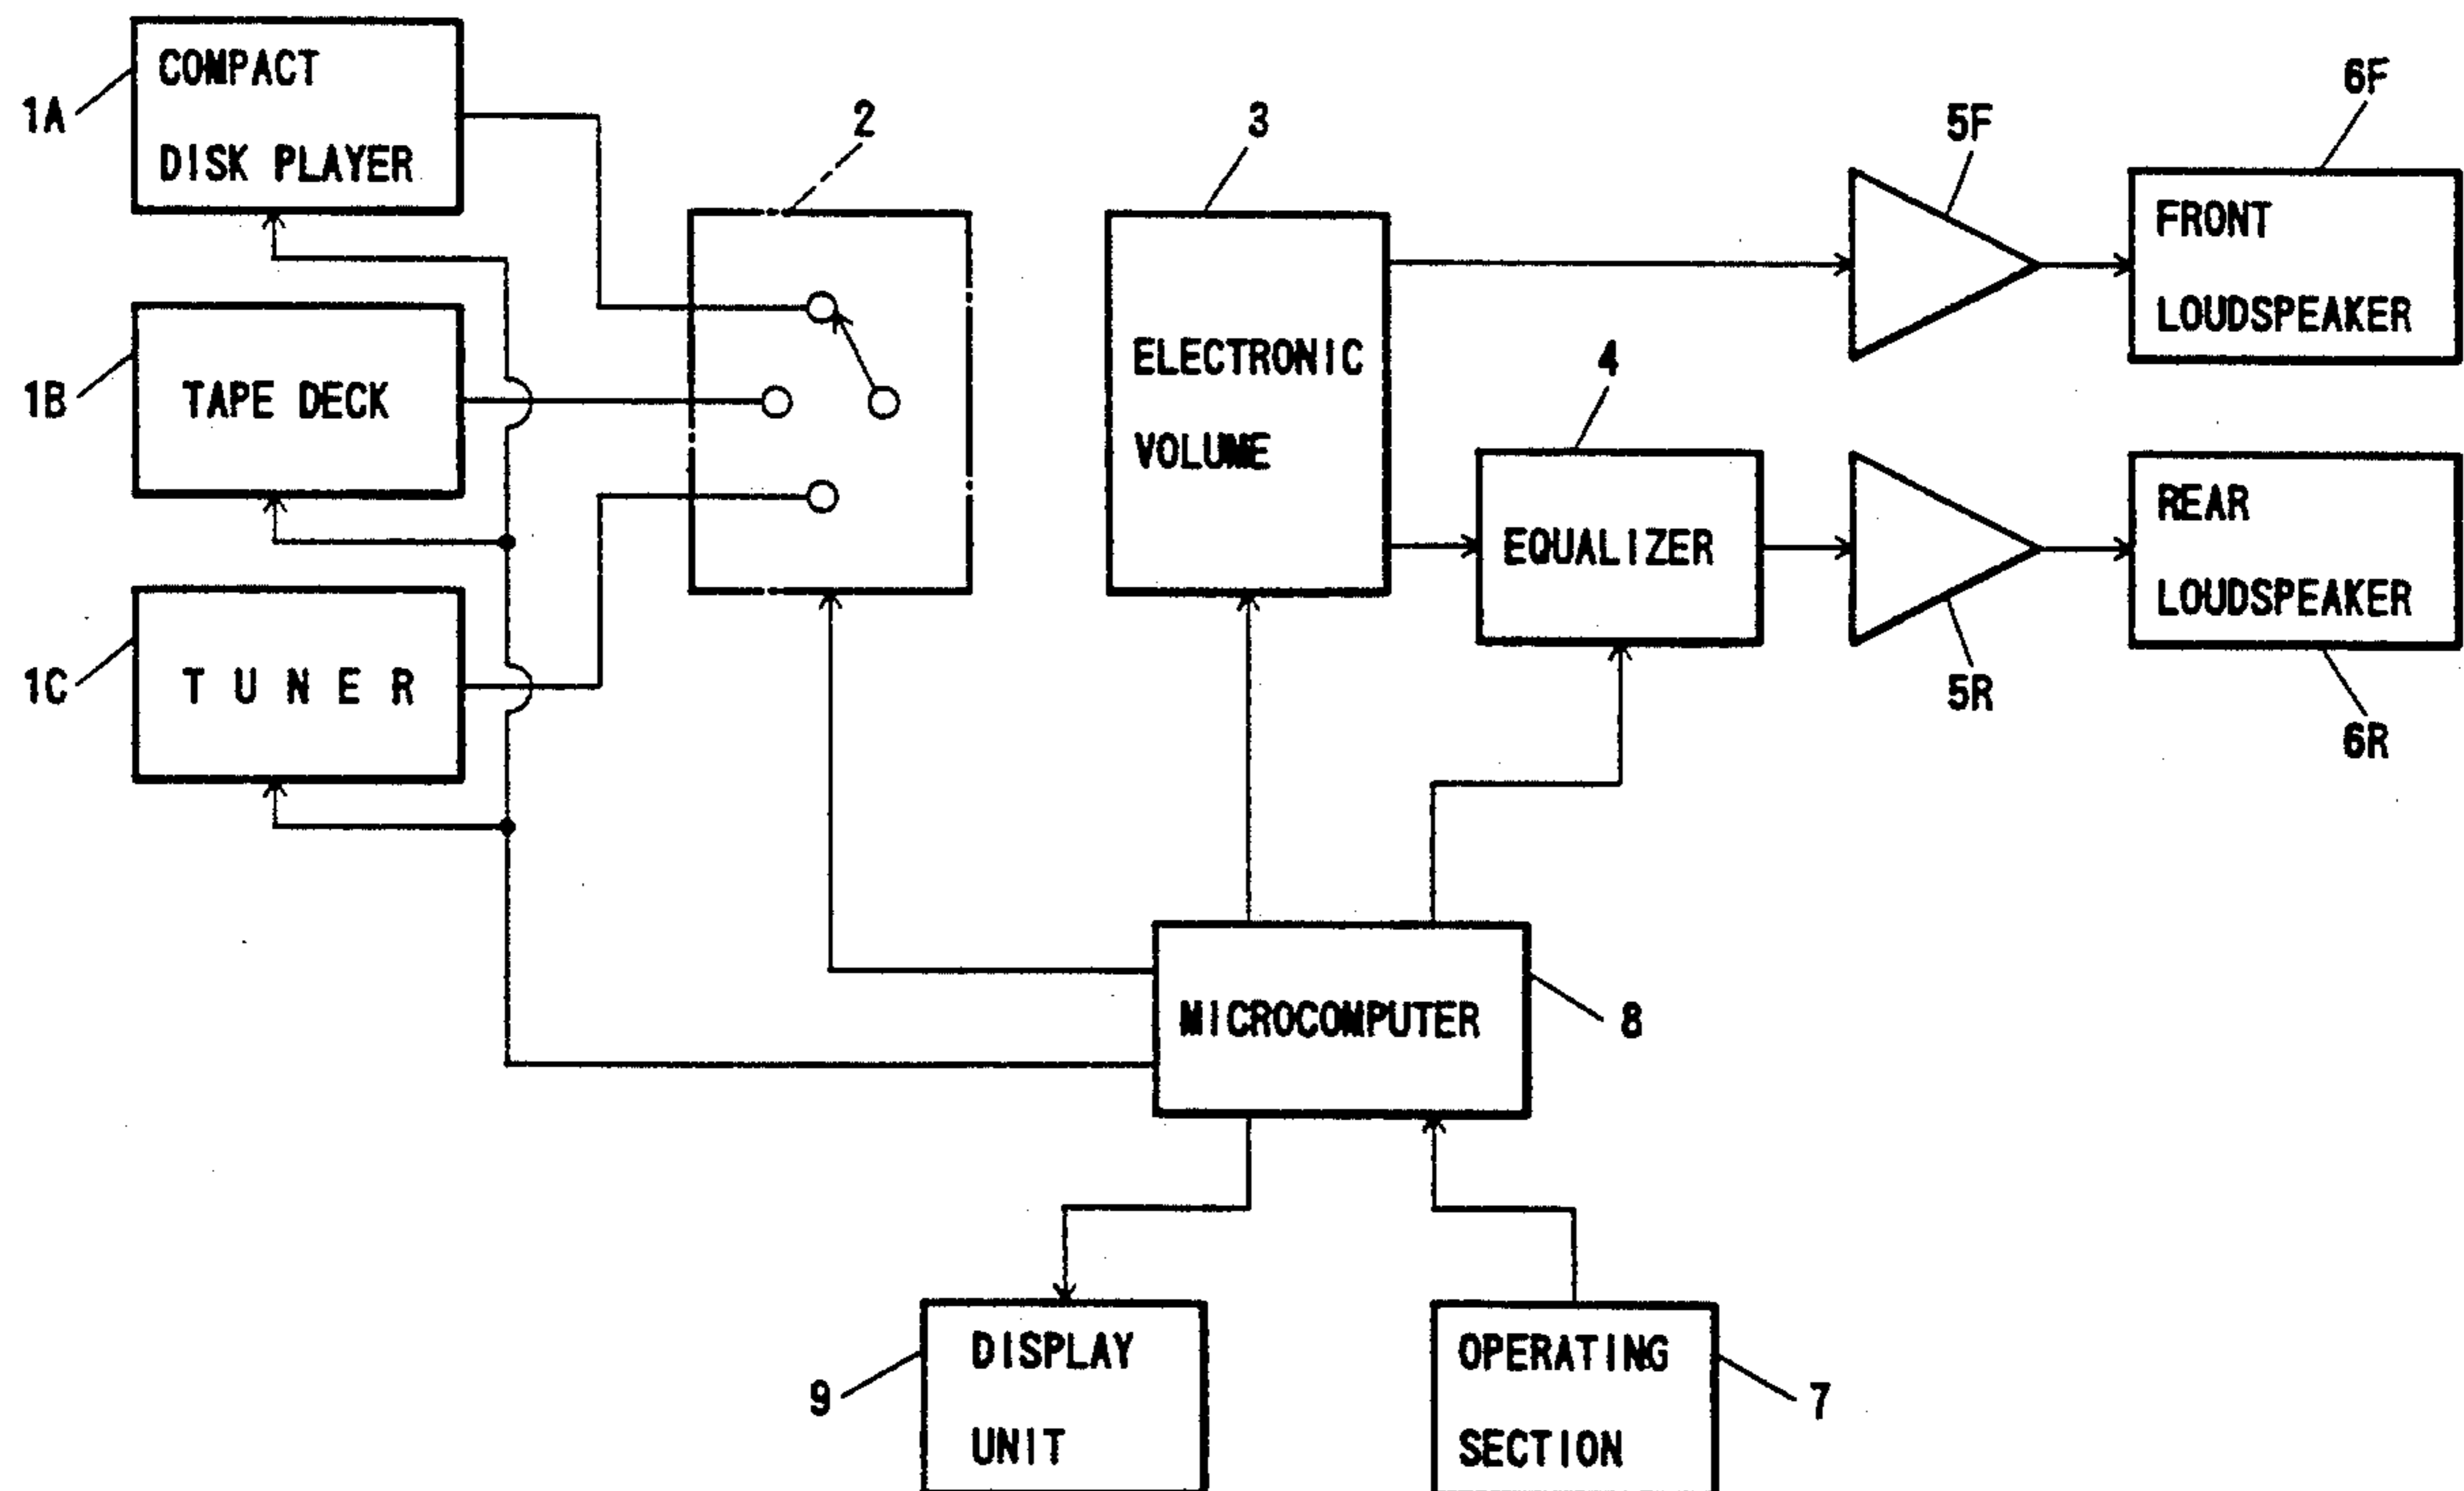 COMPACT
DISK PLAYER
1A
2
3
5F
6F
FRONT
LOUDSPEAKER
1B
TAPE DECK
ELECTRONIC
VOLUME
4
EQUALIZER
REAR
LOUDSPEAKER
1C
TUNER
5R
6R
MICROCOMPUTER
8
DISPLAY
UNIT
9
OPERATING
SECTION
7